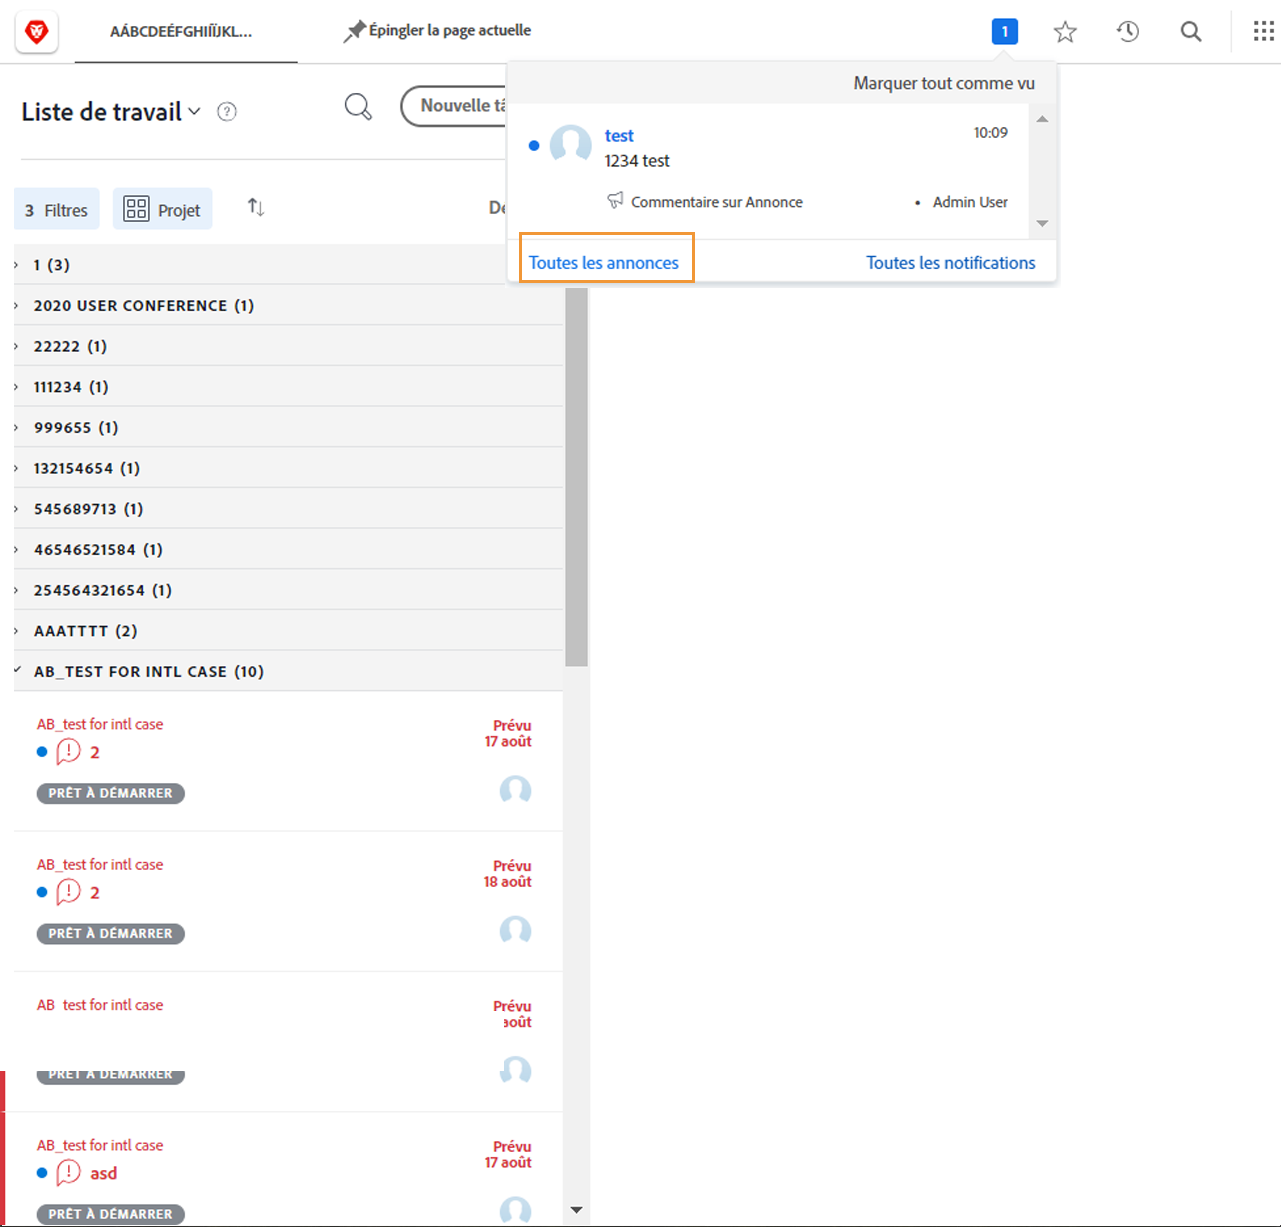 AÁBCDEÉFGHIÍÏJKL...
Épingler la page actuelle
1
Marquer tout comme vu
Liste de travail
?
Nouvelle tâ
test
10:09
1234 test
Commentaire sur Annonce
• Admin User
Toutes les annonces
Toutes les notifications
3 Filtres
Projet
De
1 (3)
2020 USER CONFERENCE (1)
22222 (1)
111234 (1)
999655 (1)
132154654 (1)
545689713 (1)
46546521584 (1)
254564321654 (1)
AAATTTT (2)
AB_TEST FOR INTL CASE (10)
AB_test for intl case
Prévu
17 août
2
PRÊT À DÉMARRER
AB_test for intl case
Prévu
18 août
2
PRÊT À DÉMARRER
AB test for intl case
Prévu
août
PRÊT À DÉMARRER
AB_test for intl case
Prévu
17 août
asd
PRÊT À DÉMARRER